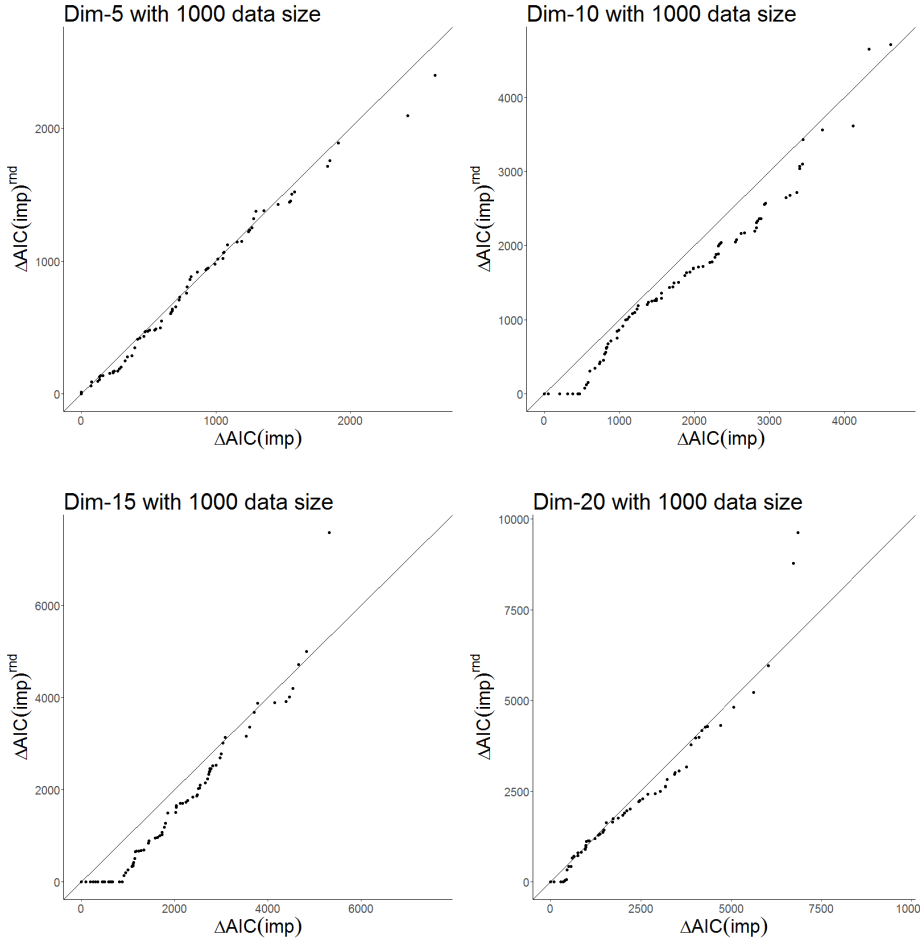 Dim-5 with 1000 data size
ΔAIC(imp)^rnd
2000
1000
0
0 1000 2000
ΔAIC(imp)
Dim-10 with 1000 data size
ΔAIC(imp)^rnd
4000
3000
2000
1000
0
0 1000 2000 3000 4000
ΔAIC(imp)
Dim-15 with 1000 data size
ΔAIC(imp)^rnd
6000
4000
2000
0
0 2000 4000 6000
ΔAIC(imp)
Dim-20 with 1000 data size
ΔAIC(imp)^rnd
10000
7500
5000
2500
0
0 2500 5000 7500 1000
ΔAIC(imp)